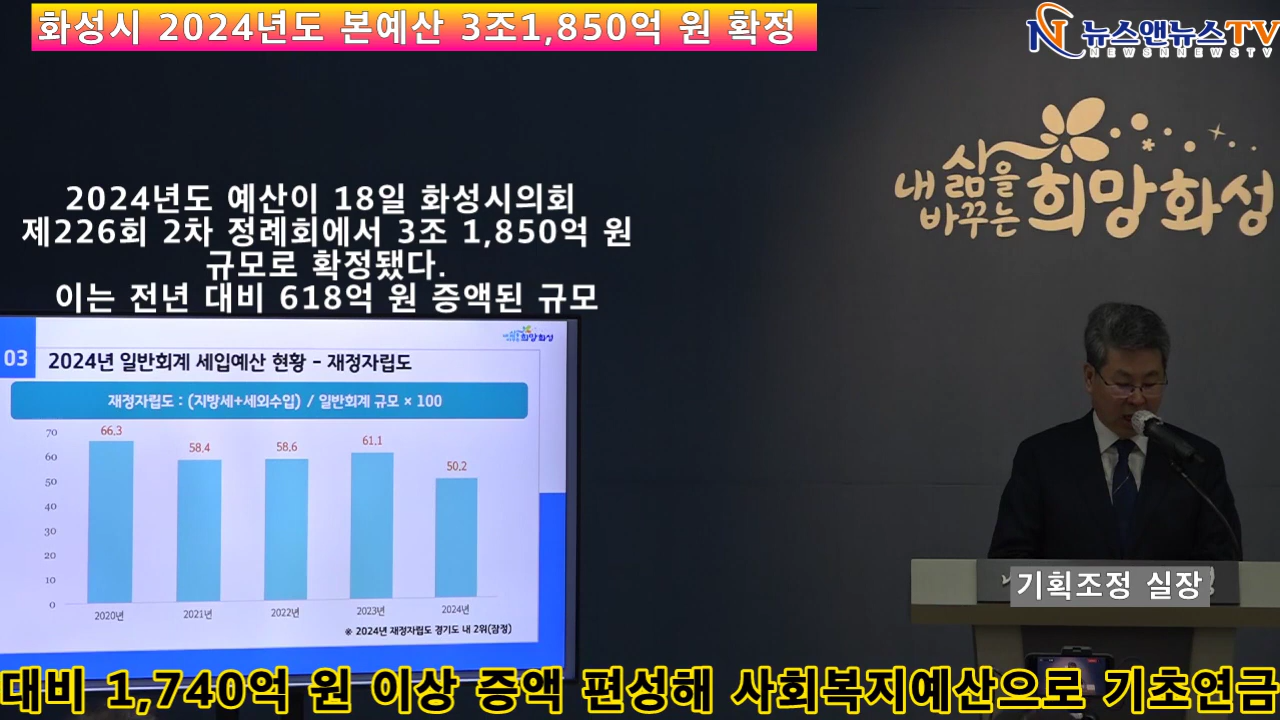 화성시 2024년도 본예산 3조1,850억 원 확정
뉴스앤뉴스TV
NEWSNNEWSTV
내 삶을
바꾸는
희망화성
2024년도 예산이 18일 화성시의회
제226회 2차 정례회에서 3조 1,850억 원
규모로 확정됐다.
이는 전년 대비 618억 원 증액된 규모
희망화성
03
2024년 일반회계 세입예산 현황 - 재정자립도
재정자립도 : (지방세+세외수입) / 일반회계 규모 × 100
70
60
50
40
30
20
10
0
66.3
58.4
58.6
61.1
50.2
2020년
2021년
2022년
2023년
2024년
※ 2024년 재정자립도 경기도 내 2위(잠정)
기획조정 실장
대비 1,740억 원 이상 증액 편성해 사회복지예산으로 기초연금